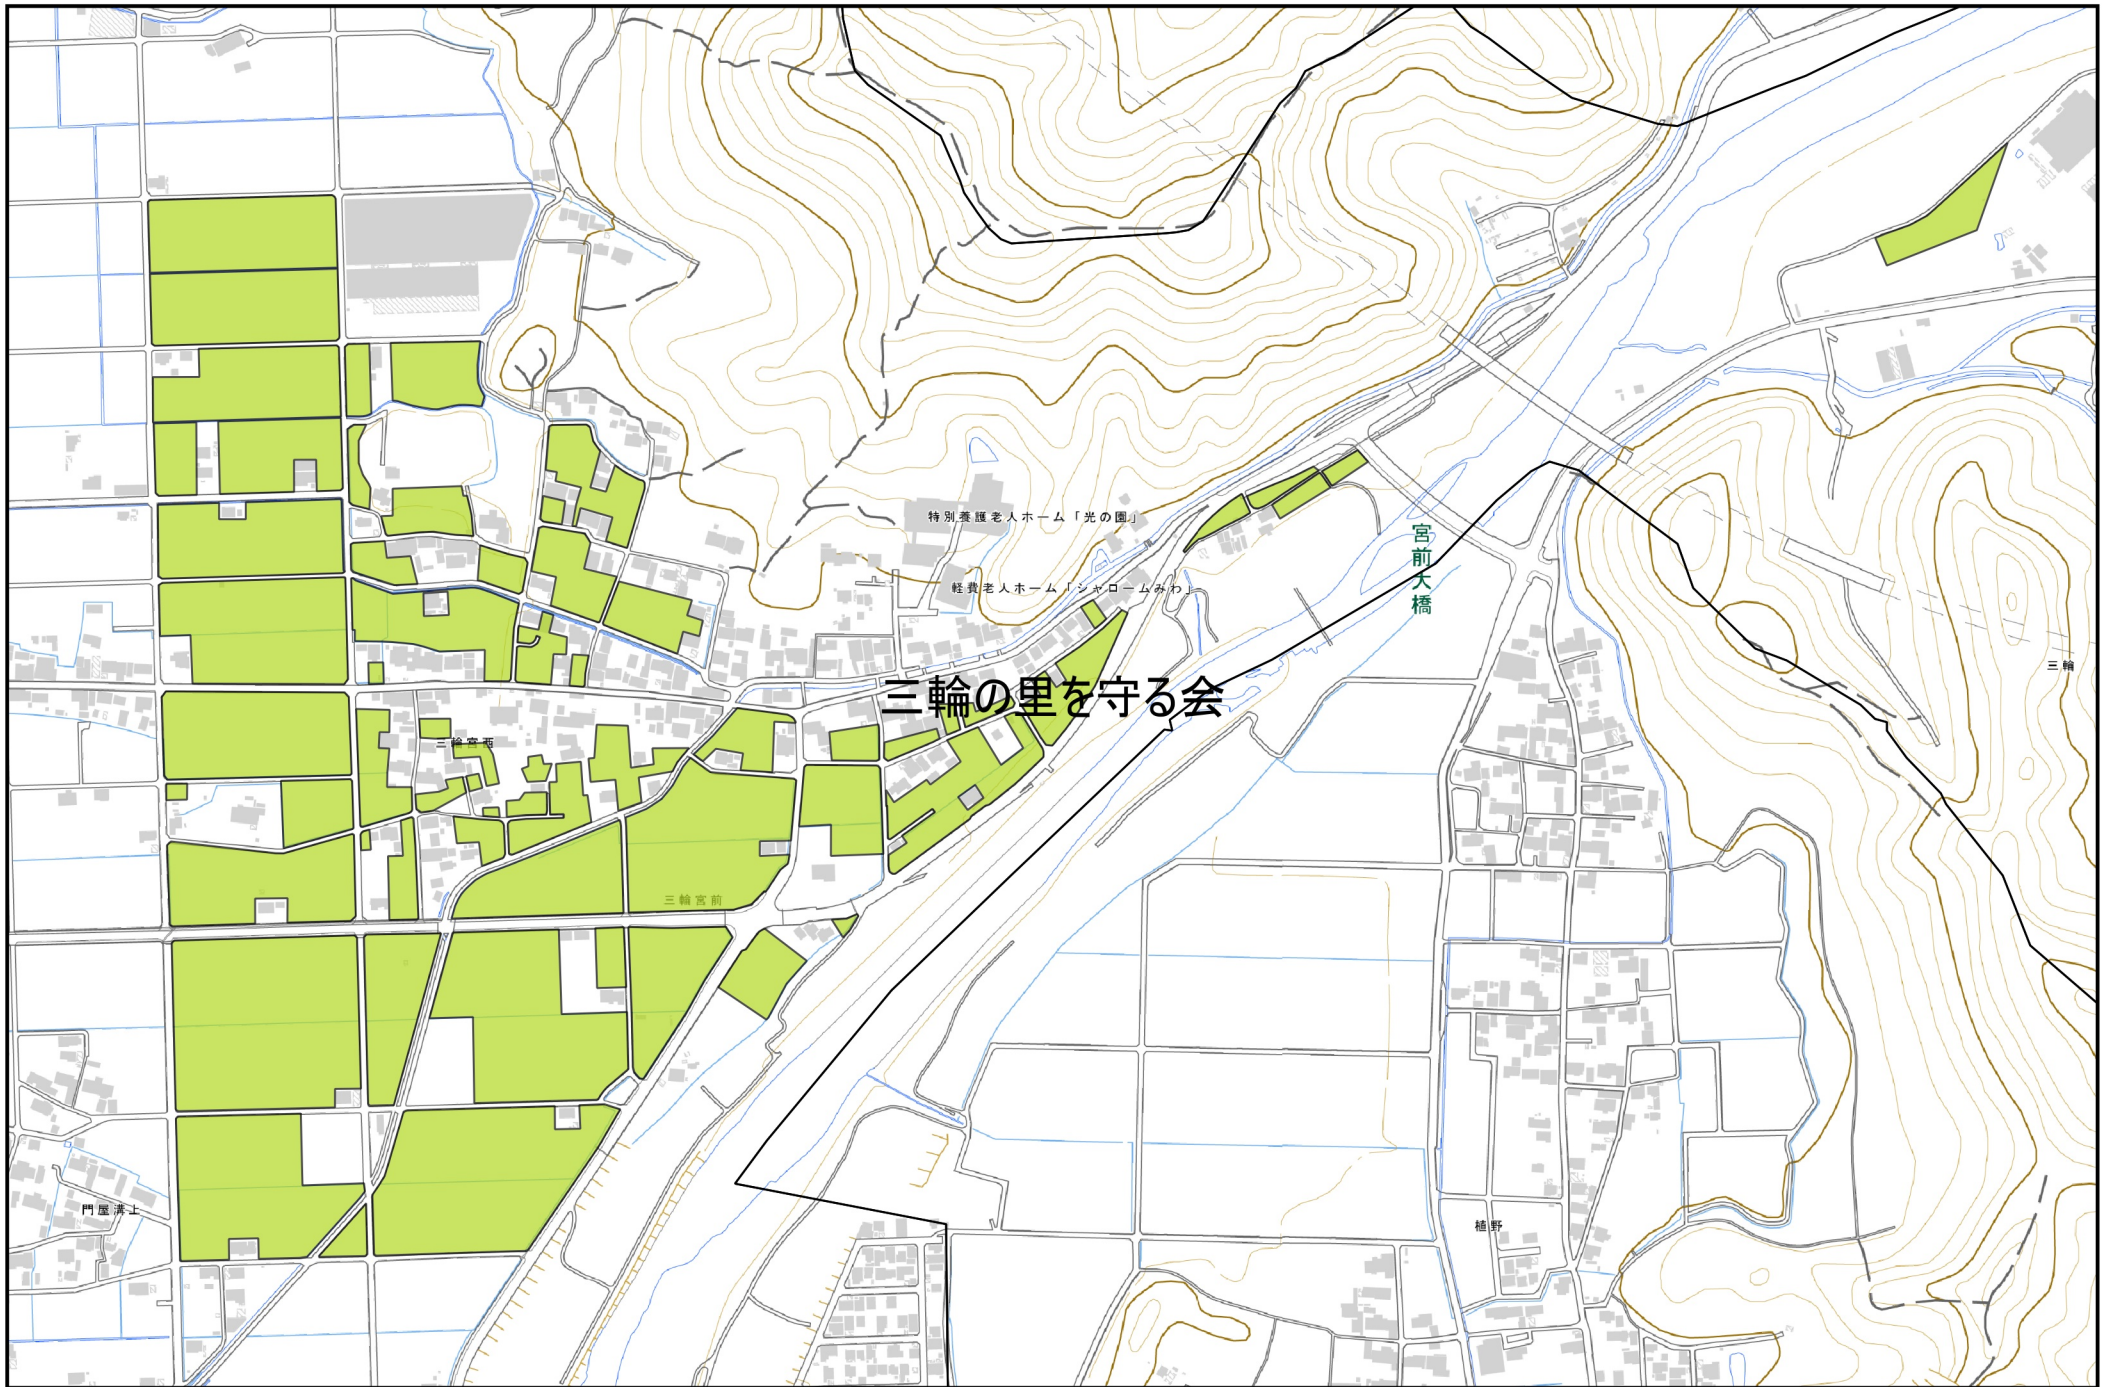 特別養護老人ホーム「光の園」
宮前大橋
軽費老人ホーム「シャロームみわ」
三輪
三輪の里を守る会
三輪宮西
三輪宮前
門屋溝上
植野